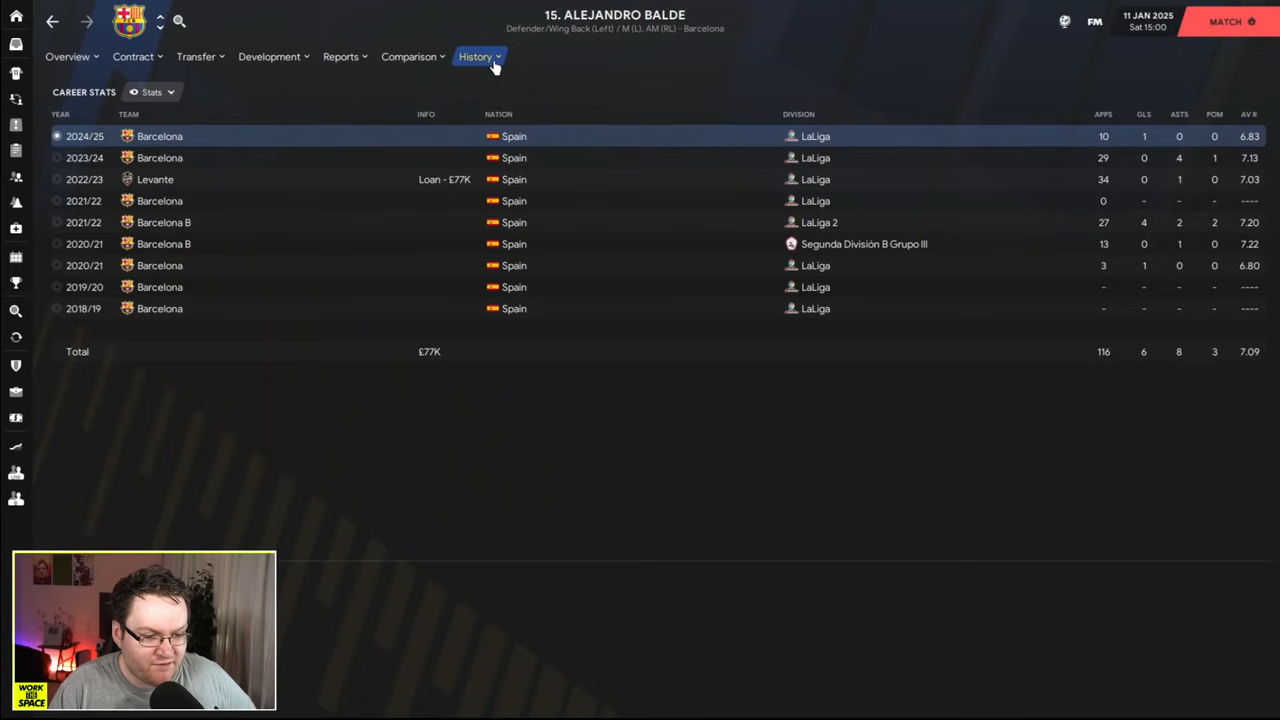 15. ALEJANDRO BALDE
Defender/Wing Back (Left) / M (L), AM (RL) - Barcelona
FM
11 JAN 2025
Sat 15:00
MATCH
Overview Contract Transfer Development Reports Comparison History
CAREER STATS Stats
YEAR TEAM INFO NATION DIVISION APPS GLS ASTS POM AV R
2024/25 Barcelona Spain LaLiga 10 1 0 0 6.83
2023/24 Barcelona Spain LaLiga 29 0 4 1 7.13
2022/23 Levante Loan - £77K Spain LaLiga 34 0 1 0 7.03
2021/22 Barcelona Spain LaLiga 0 - - - ----
2021/22 Barcelona B Spain LaLiga 2 27 4 2 2 7.20
2020/21 Barcelona B Spain Segunda División B Grupo III 13 0 1 0 7.22
2020/21 Barcelona Spain LaLiga 3 1 0 0 6.80
2019/20 Barcelona Spain LaLiga - - - - ----
2018/19 Barcelona Spain LaLiga - - - - ----
Total £77K 116 6 8 3 7.09
WORK
THE
SPACE